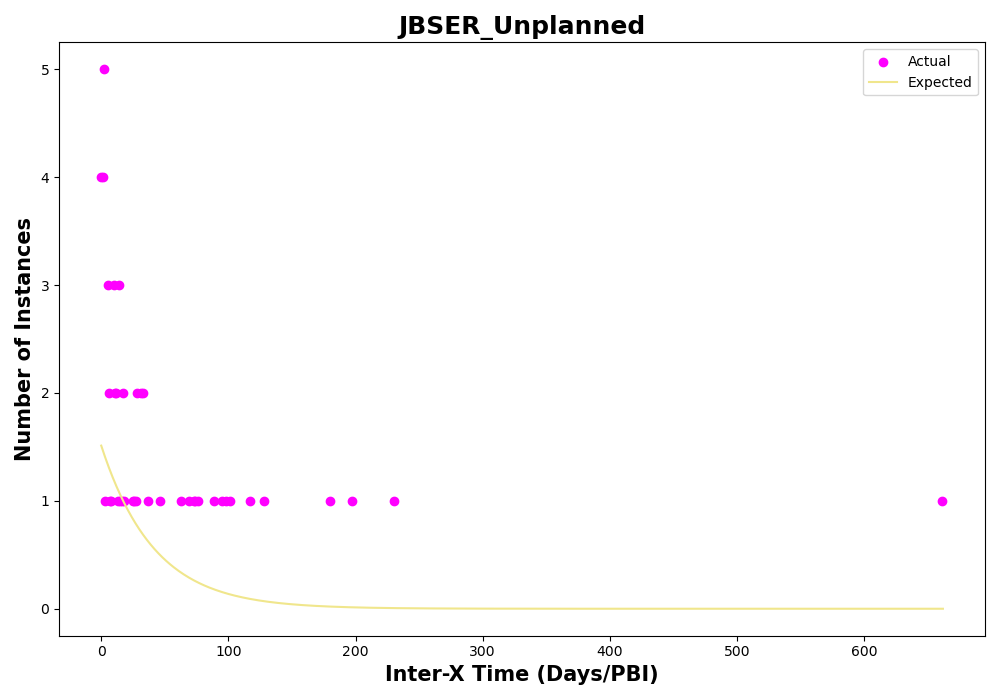 JBSER_Unplanned
Actual
Expected
Number of Instances
5
4
3
2
1
0
0 100 200 300 400 500 600
Inter-X Time (Days/PBI)